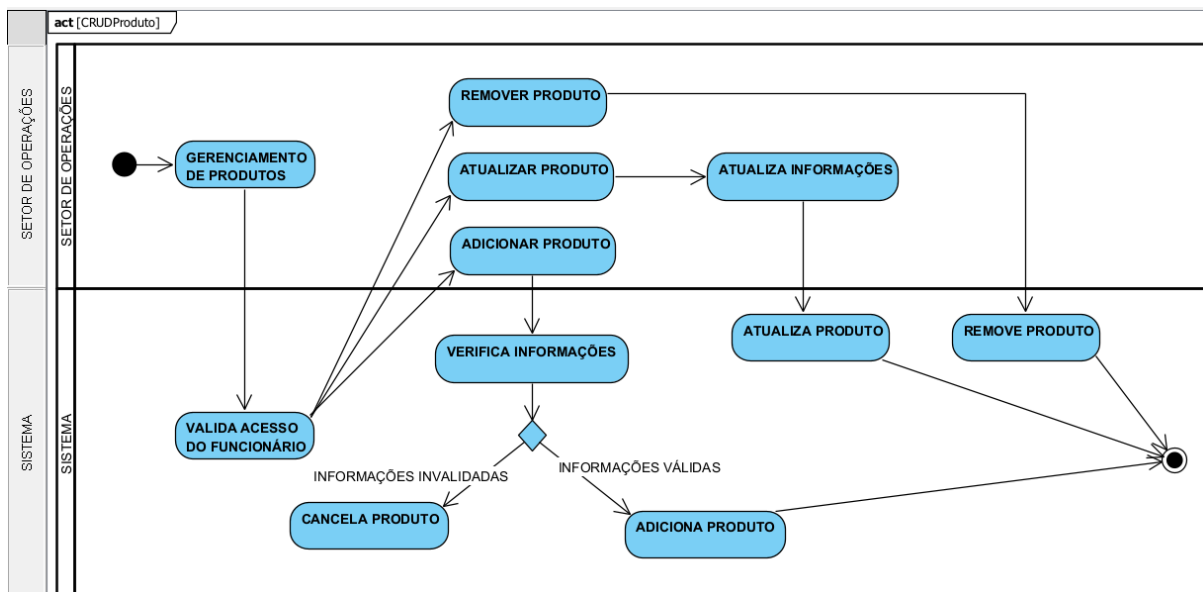 act [CRUDProduto]
SETOR DE OPERAÇÕES
SETOR DE OPERAÇÕES
REMOVER PRODUTO
GERENCIAMENTO
DE PRODUTOS
ATUALIZAR PRODUTO
ATUALIZA INFORMAÇÕES
ADICIONAR PRODUTO
SISTEMA
SISTEMA
ATUALIZA PRODUTO
REMOVE PRODUTO
VERIFICA INFORMAÇÕES
VALIDA ACESSO
DO FUNCIONÁRIO
INFORMAÇÕES INVALIDADAS
INFORMAÇÕES VÁLIDAS
CANCELA PRODUTO
ADICIONA PRODUTO